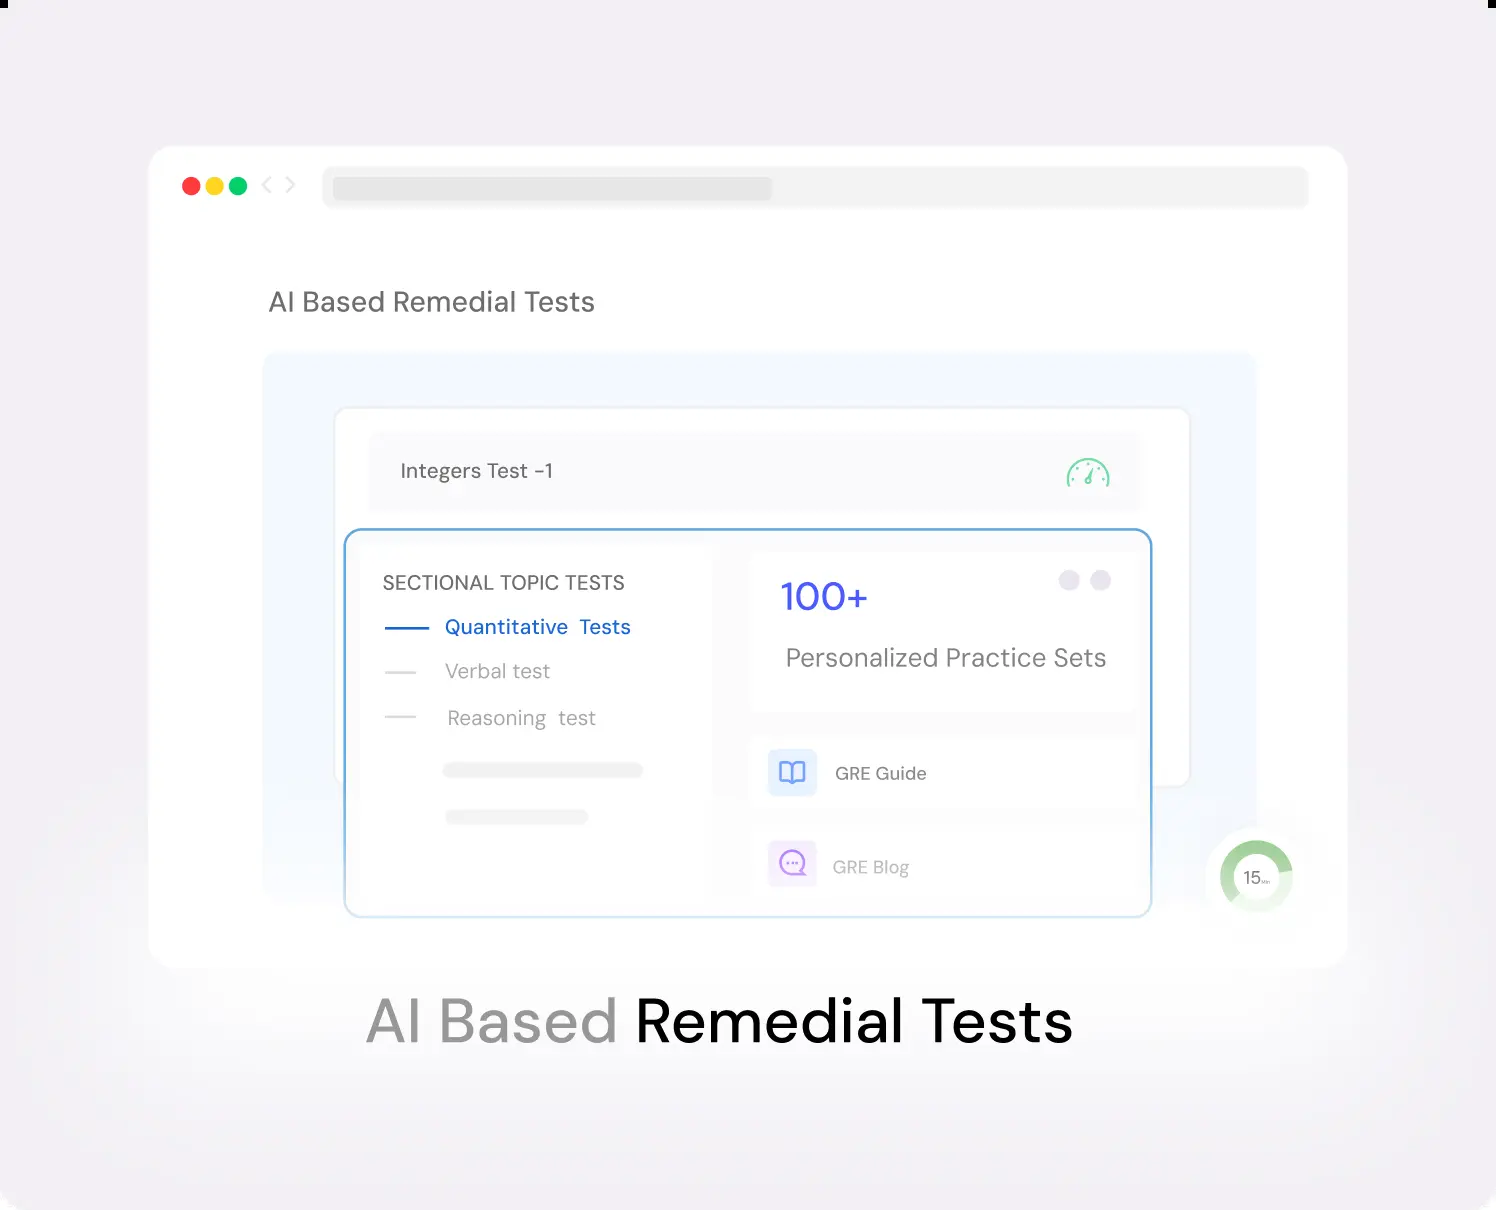 AI Based Remedial Tests
Integers Test -1
SECTIONAL TOPIC TESTS
Quantitative Tests
Verbal test
Reasoning test
100+
Personalized Practice Sets
GRE Guide
GRE Blog
15 Min
AI Based Remedial Tests